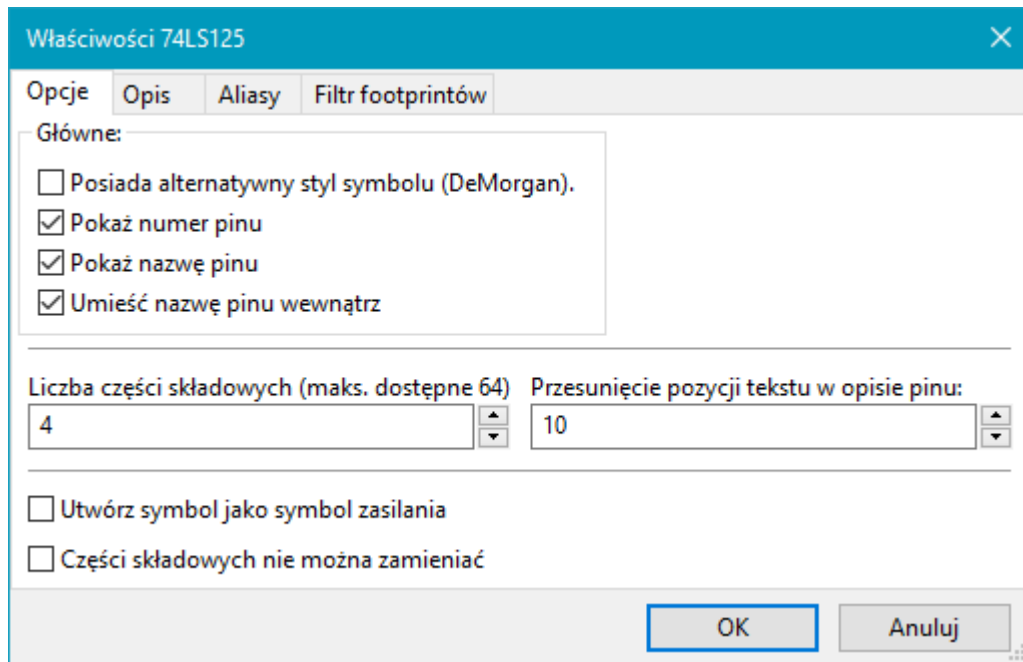 Właściwości 74LS125
Opcje Opis Aliasy Filtr footprintów
Główne:
Posiada alternatywny styl symbolu (DeMorgan).
Pokaż numer pinu
Pokaż nazwę pinu
Umieść nazwę pinu wewnątrz
Liczba części składowych (maks. dostępne 64) Przesunięcie pozycji tekstu w opisie pinu:
4 10
Utwórz symbol jako symbol zasilania
Części składowych nie można zamieniać
OK Anuluj